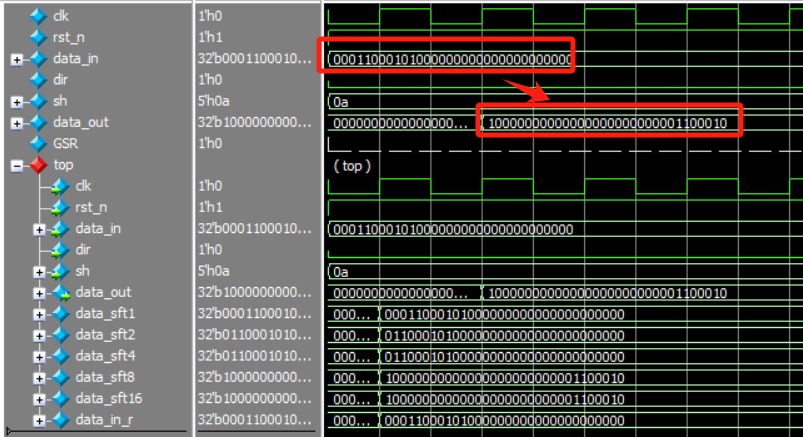 clk 1'h0
rst_n 1'h1
data_in 32'b0001100010... 00011000101000000000000000000000
dir 1'h0
sh 5'h0a 0a
data_out 32'b1000000000... 0000000000000000... 10000000000000000000000001100010
GSR 1'h0
top ( top )
clk 1'h0
rst_n 1'h1
data_in 32'b0001100010... 00011000101000000000000000000000
dir 1'h0
sh 5'h0a 0a
data_out 32'b1000000000... 0000000000000000... 10000000000000000000000001100010
data_sft1 32'b0001100010... 000... 00011000101000000000000000000000
data_sft2 32'b0110001010... 000... 01100010100000000000000000000000
data_sft4 32'b0110001010... 000... 01100010100000000000000000000000
data_sft8 32'b1000000000... 000... 10000000000000000000000001100010
data_sft16 32'b1000000000... 000... 10000000000000000000000001100010
data_in_r 32'b0001100010... 000... 00011000101000000000000000000000